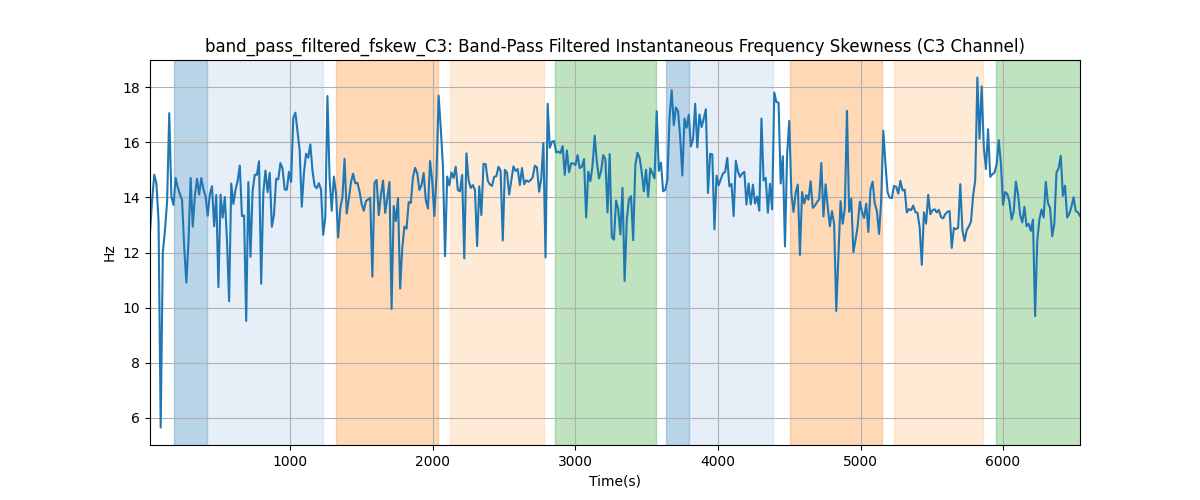 band_pass_filtered_fskew_C3: Band-Pass Filtered Instantaneous Frequency Skewness (C3 Channel)
18
16
14
12
10
8
6
Hz
1000 2000 3000 4000 5000 6000
Time(s)